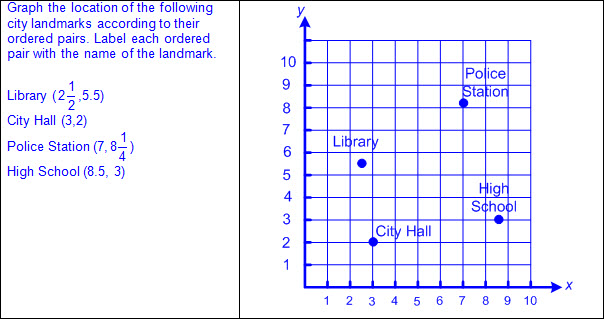 Graph the location of the following
city landmarks according to their
ordered pairs. Label each ordered
pair with the name of the landmark.
Library (2 1/2, 5.5)
City Hall (3,2)
Police Station (7, 8 1/4)
High School (8.5, 3)
y
10
9
8
7
6
5
4
3
2
1
Police
Station
Library
High
School
City Hall
1 2 3 4 5 6 7 8 9 10 x